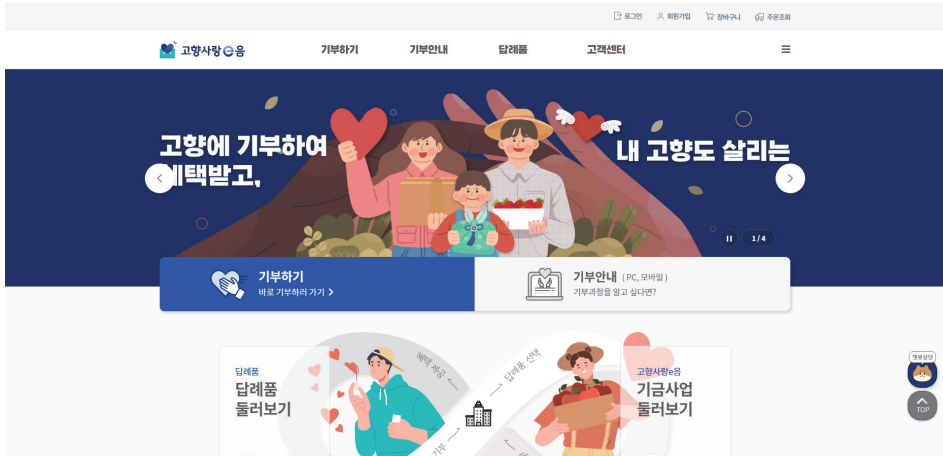 로그인 회원가입 장바구니 주문조회
고향사랑e음 기부하기 기부안내 답례품 고객센터
고향에 기부하여
혜택받고,
내 고향도 살리는
1/4
기부하기
바로 기부하러 가기
기부안내 (PC, 모바일)
기부과정을 알고 싶다면?
답례품
답례품
둘러보기
혜택 제공
답례품 선택
기부
고향사랑e음
기금사업
둘러보기
챗봇상담
TOP